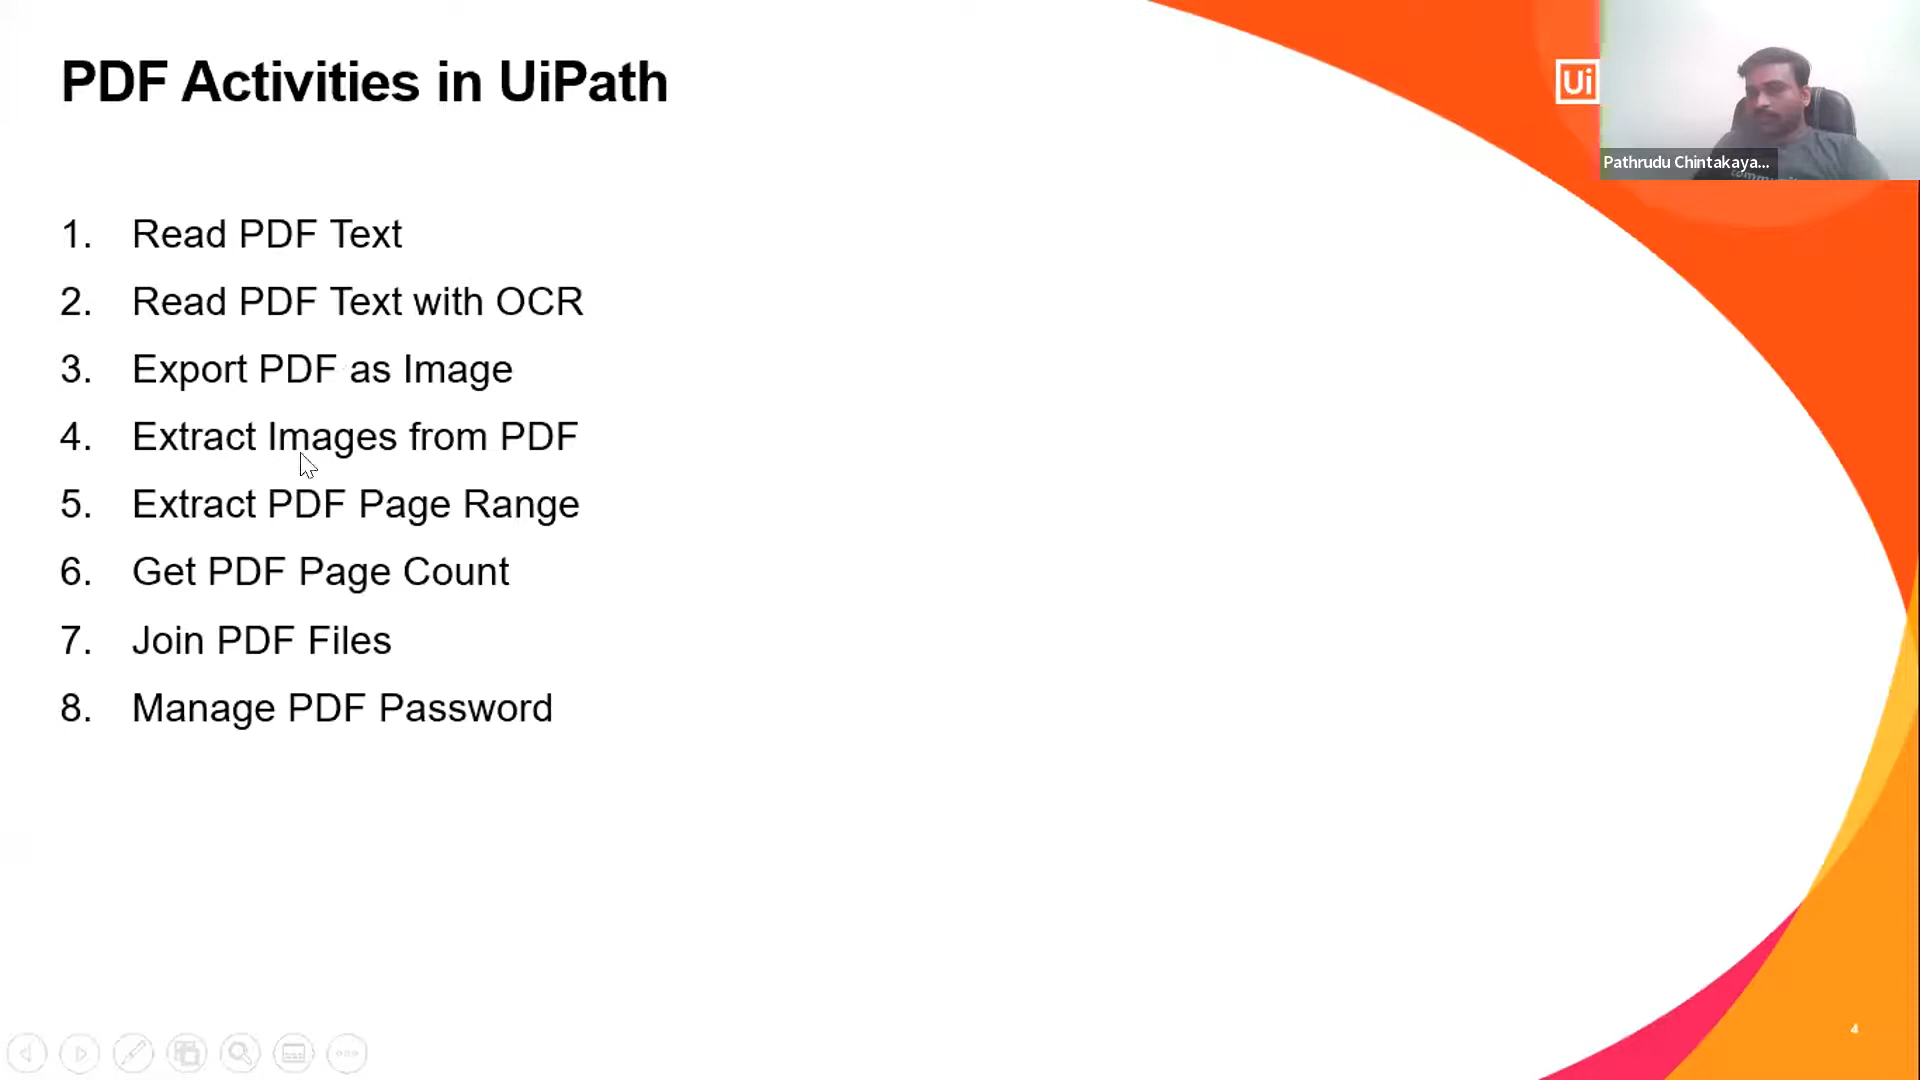 PDF Activities in UiPath
Ui
Pathrudu Chintakaya...
community
1. Read PDF Text
2. Read PDF Text with OCR
3. Export PDF as Image
4. Extract Images from PDF
5. Extract PDF Page Range
6. Get PDF Page Count
7. Join PDF Files
8. Manage PDF Password
4